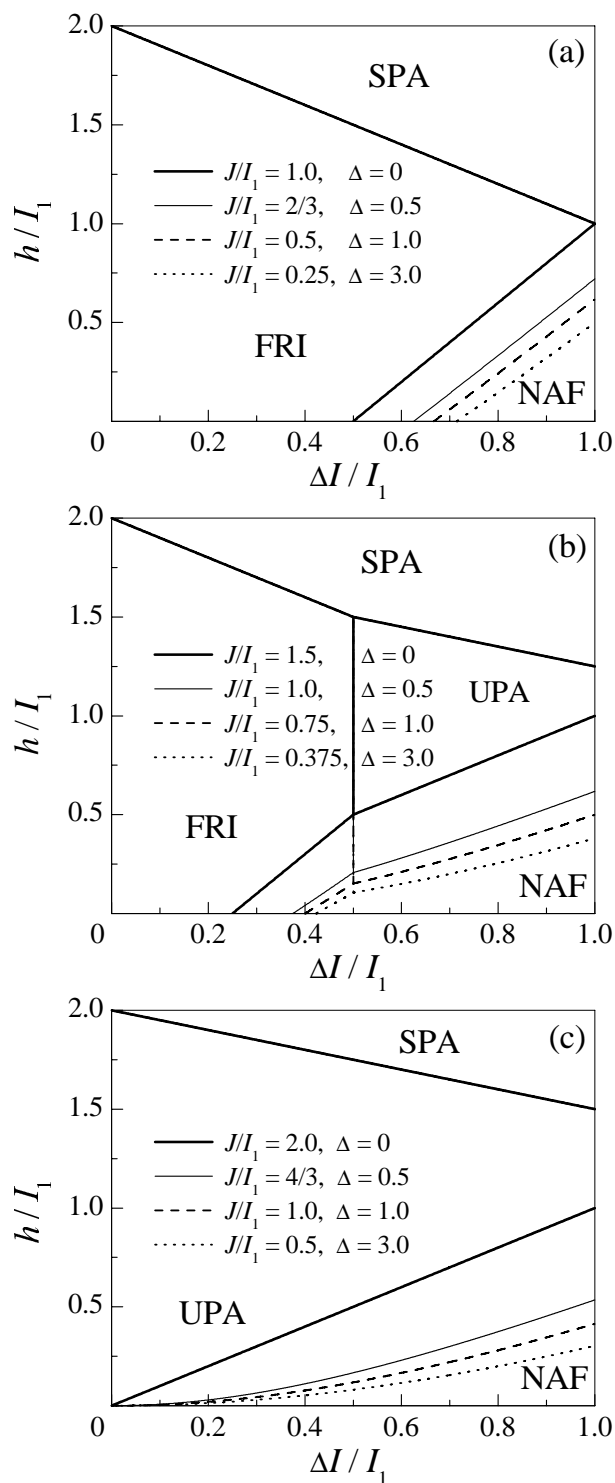 2.0
1.5
1.0
0.5
h / I1
SPA
(a)
J/I1 = 1.0, Δ = 0
J/I1 = 2/3, Δ = 0.5
J/I1 = 0.5, Δ = 1.0
J/I1 = 0.25, Δ = 3.0
FRI
NAF
0 0.2 0.4 0.6 0.8 1.0
ΔI / I1
2.0
1.5
1.0
0.5
h / I1
SPA
(b)
J/I1 = 1.5, Δ = 0
J/I1 = 1.0, Δ = 0.5
J/I1 = 0.75, Δ = 1.0
J/I1 = 0.375, Δ = 3.0
UPA
FRI
NAF
0 0.2 0.4 0.6 0.8 1.0
ΔI / I1
2.0
1.5
1.0
0.5
h / I1
SPA
(c)
J/I1 = 2.0, Δ = 0
J/I1 = 4/3, Δ = 0.5
J/I1 = 1.0, Δ = 1.0
J/I1 = 0.5, Δ = 3.0
UPA
NAF
0 0.2 0.4 0.6 0.8 1.0
ΔI / I1